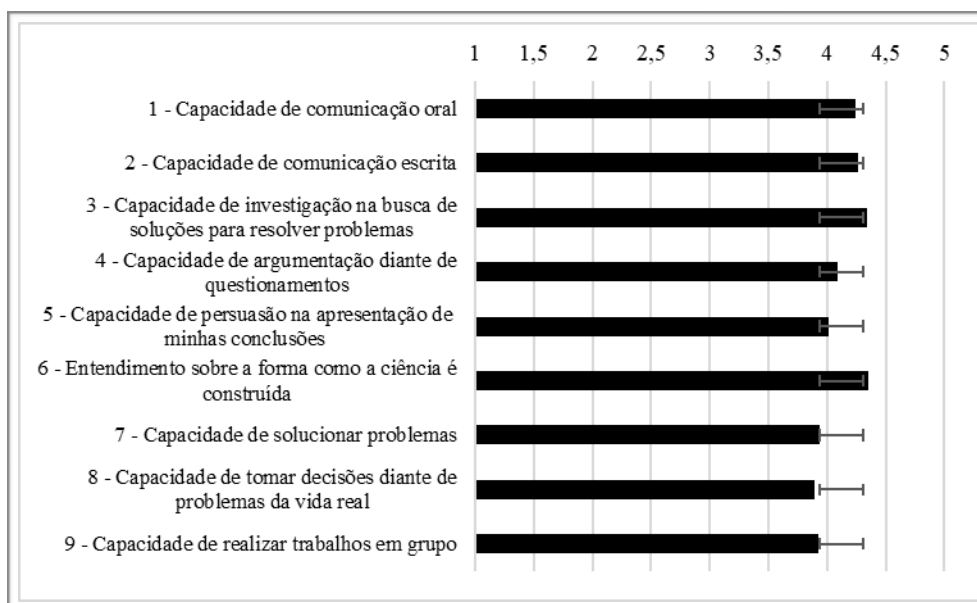 1 1,5 2 2,5 3 3,5 4 4,5 5
1 - Capacidade de comunicação oral
2 - Capacidade de comunicação escrita
3 - Capacidade de investigação na busca de
soluções para resolver problemas
4 - Capacidade de argumentação diante de
questionamentos
5 - Capacidade de persuasão na apresentação de
minhas conclusões
6 - Entendimento sobre a forma como a ciência é
construída
7 - Capacidade de solucionar problemas
8 - Capacidade de tomar decisões diante de
problemas da vida real
9 - Capacidade de realizar trabalhos em grupo